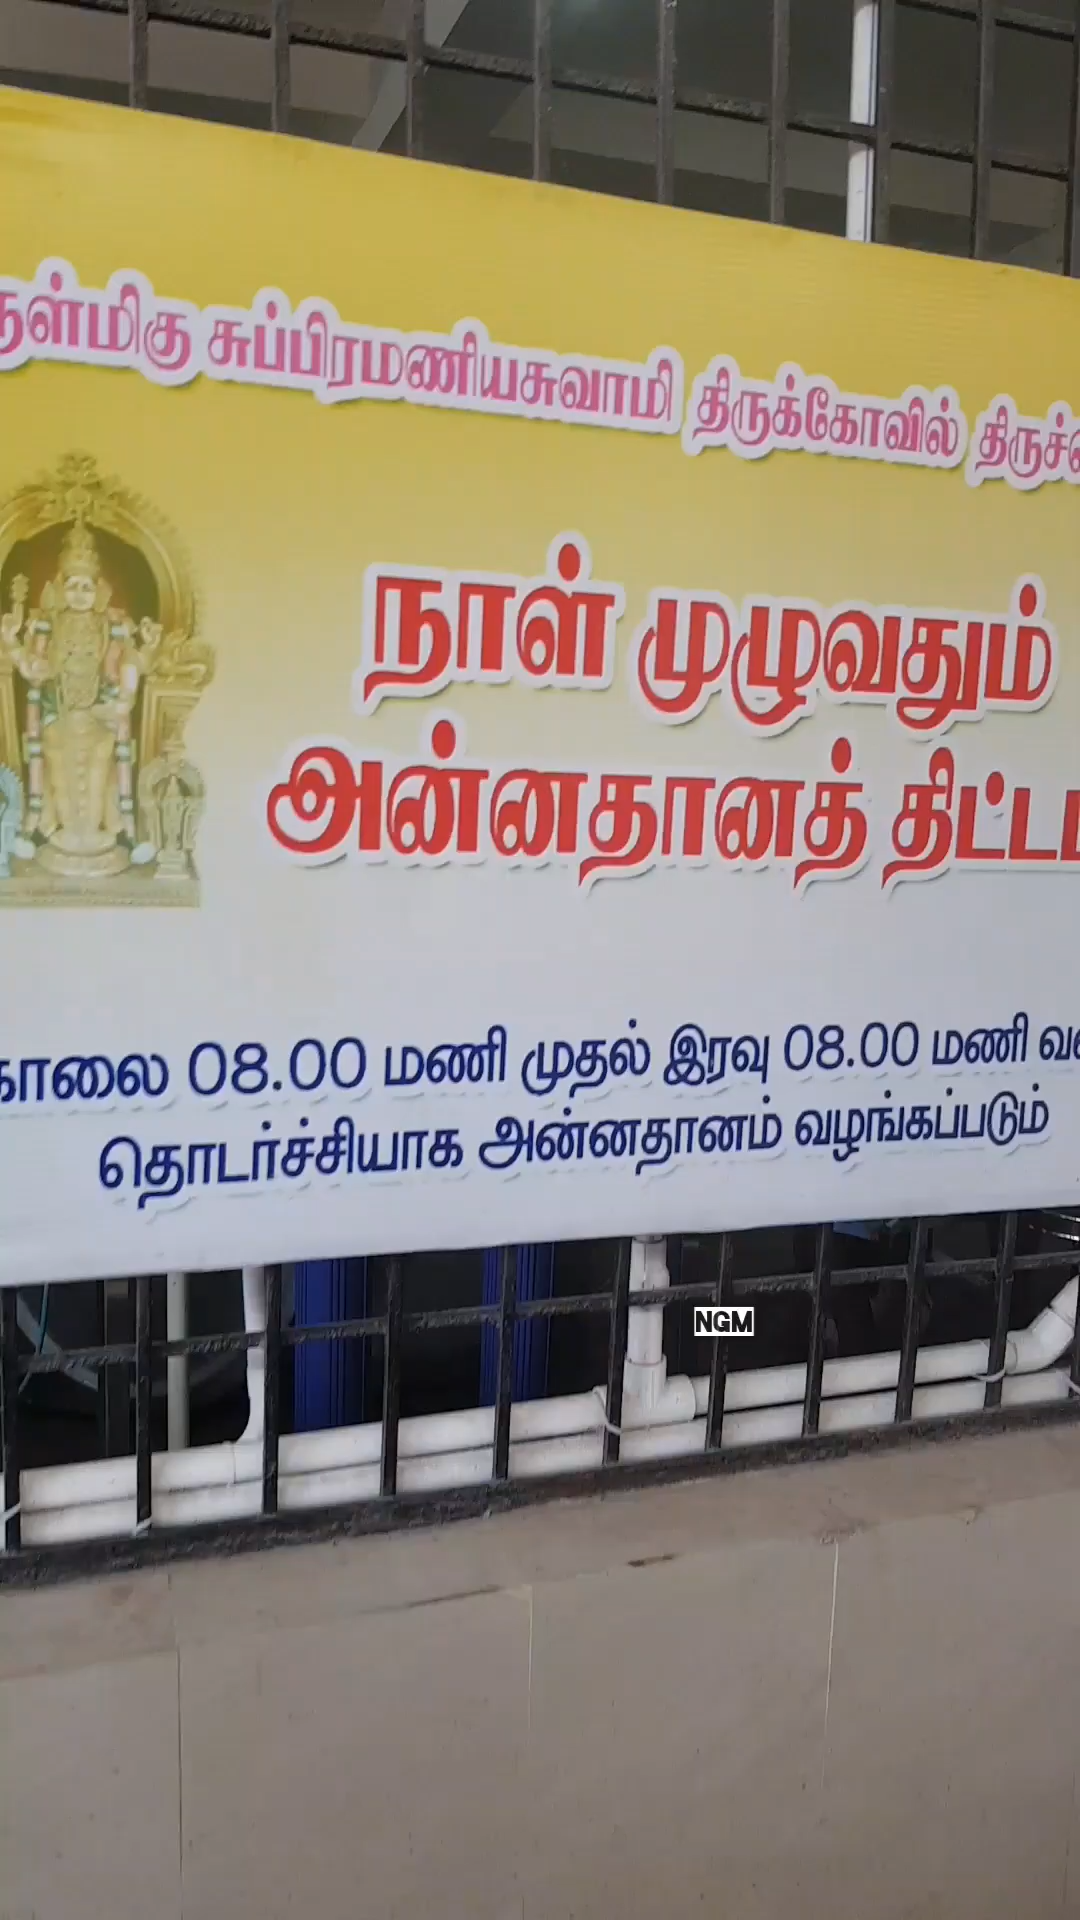 சுப்பிரமணியசுவாமி திருக்கோவில்
நாள் முழுவதும்
அன்னதானத்
08.00 மணி முதல் இரவு 08.00 மணி
தொடர்ச்சியாக அன்னதானம் வழங்கப்படும்
NGM